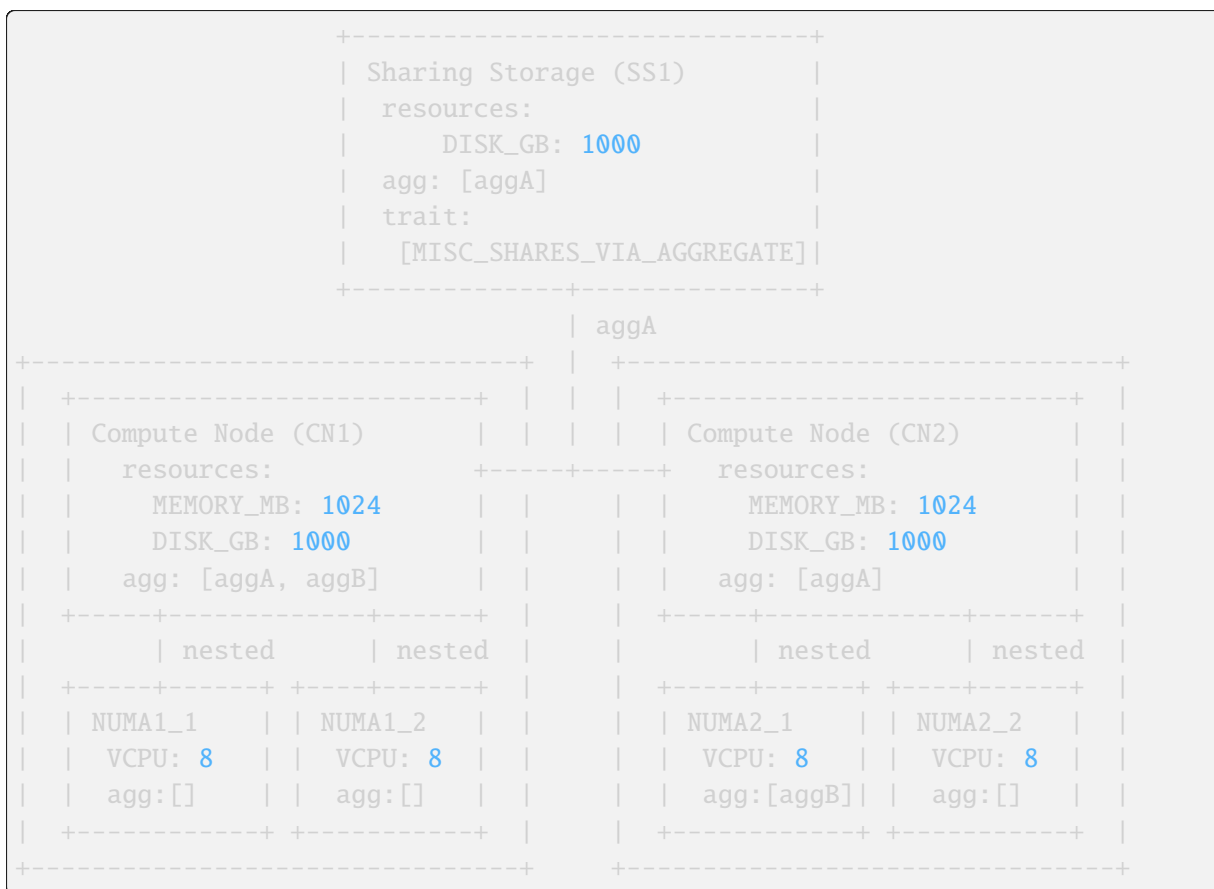 +-------------------------------+
| Sharing Storage (SS1)        |
|  resources:                   |
|      DISK_GB: 1000           |
|  agg: [aggA]                  |
|  trait:                       |
|   [MISC_SHARES_VIA_AGGREGATE]|
+---------------+---------------+
| aggA
+---------------------------------+  |  +--------------------------------+
|  +---------------------------+  |  |  |  +---------------------------+  |
|  | Compute Node (CN1)       |  |  |  |  | Compute Node (CN2)       |  |
|  |   resources:             +-----+-----+   resources:              |  |
|  |     MEMORY_MB: 1024      |  |     |  |     MEMORY_MB: 1024      |  |
|  |     DISK_GB: 1000        |  |     |  |     DISK_GB: 1000        |  |
|  |   agg: [aggA, aggB]      |  |     |  |   agg: [aggA]            |  |
|  +-----+-------------+------+  |     |  +-----+-------------+------+  |
|        | nested      | nested  |     |        | nested      | nested  |
|  +-----+------+ +----+------+  |     |  +-----+------+ +----+------+  |
|  | NUMA1_1    | | NUMA1_2   |  |     |  | NUMA2_1    | | NUMA2_2   |  |
|  |  VCPU: 8   | |  VCPU: 8  |  |     |  |  VCPU: 8   | |  VCPU: 8  |  |
|  |  agg:[]    | |  agg:[]   |  |     |  |  agg:[aggB]| |  agg:[]   |  |
|  +------------+ +-----------+  |     |  +------------+ +-----------+  |
+---------------------------------+     +--------------------------------+